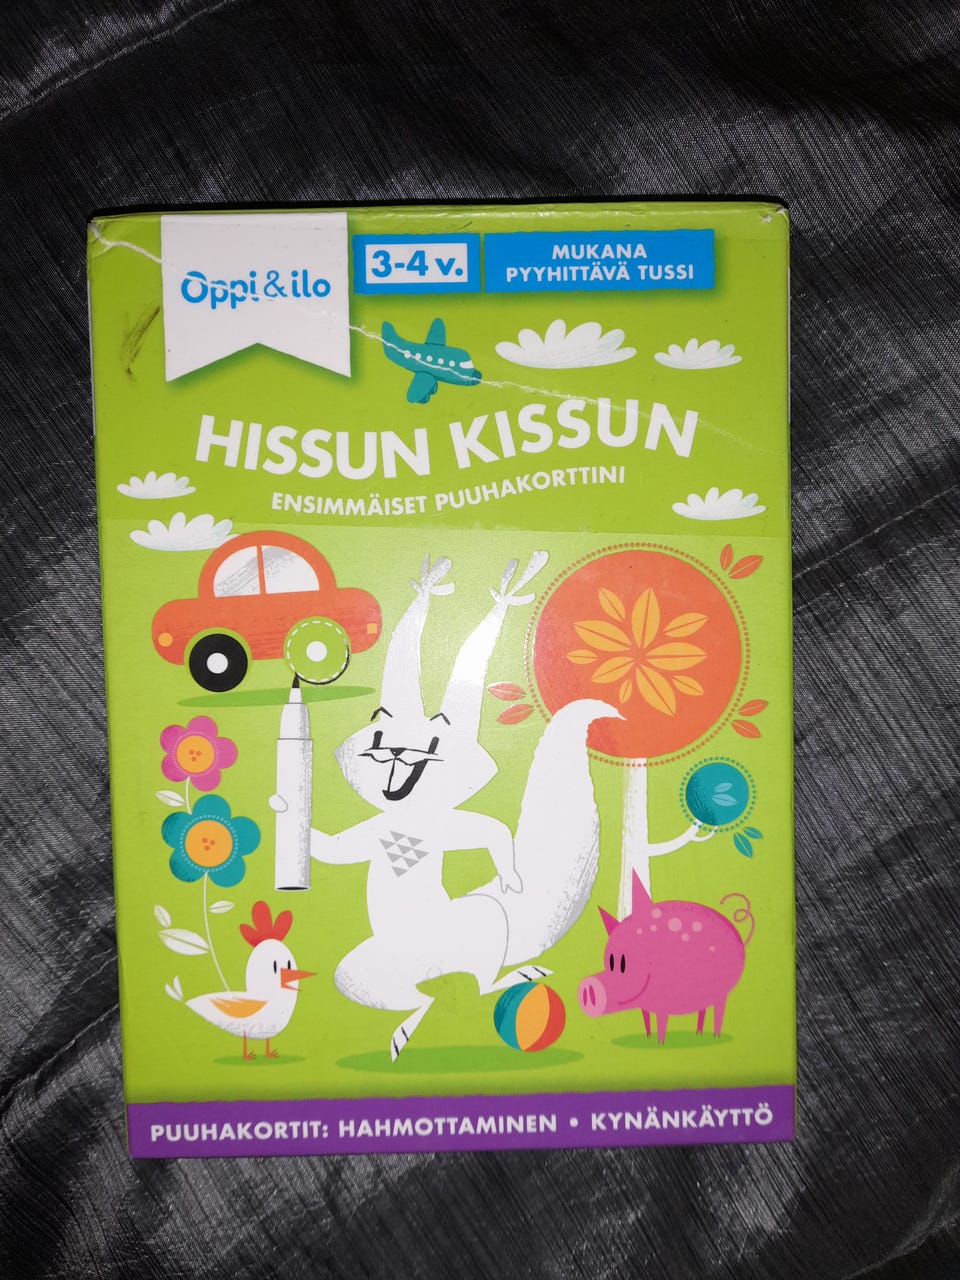 Oppi & ilo
3-4 v.
MUKANA
PYYHITTÄVÄ TUSSI
HISSUN KISSUN
ENSIMMÄISET PUUHAKORTTINI
PUUHAKORTIT: HAHMOTTAMINEN • KYNÄNKÄYTTÖ